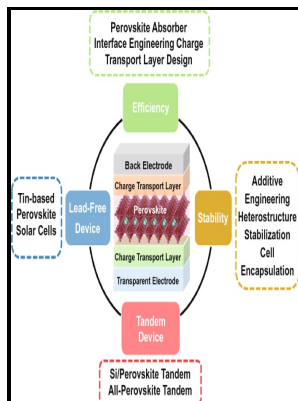 Perovskite Absorber
Interface Engineering Charge
Transport Layer Design
Efficiency
Back Electrode
Charge Transport Layer
Perovskite
Charge Transport Layer
Transparent Electrode
Tin-based
Perovskite
Solar Cells
Lead-Free
Device
Stability
Additive
Engineering
Heterostructure
Stabilization
Cell
Encapsulation
Tandem
Device
Si/Perovskite Tandem
All-Perovskite Tandem